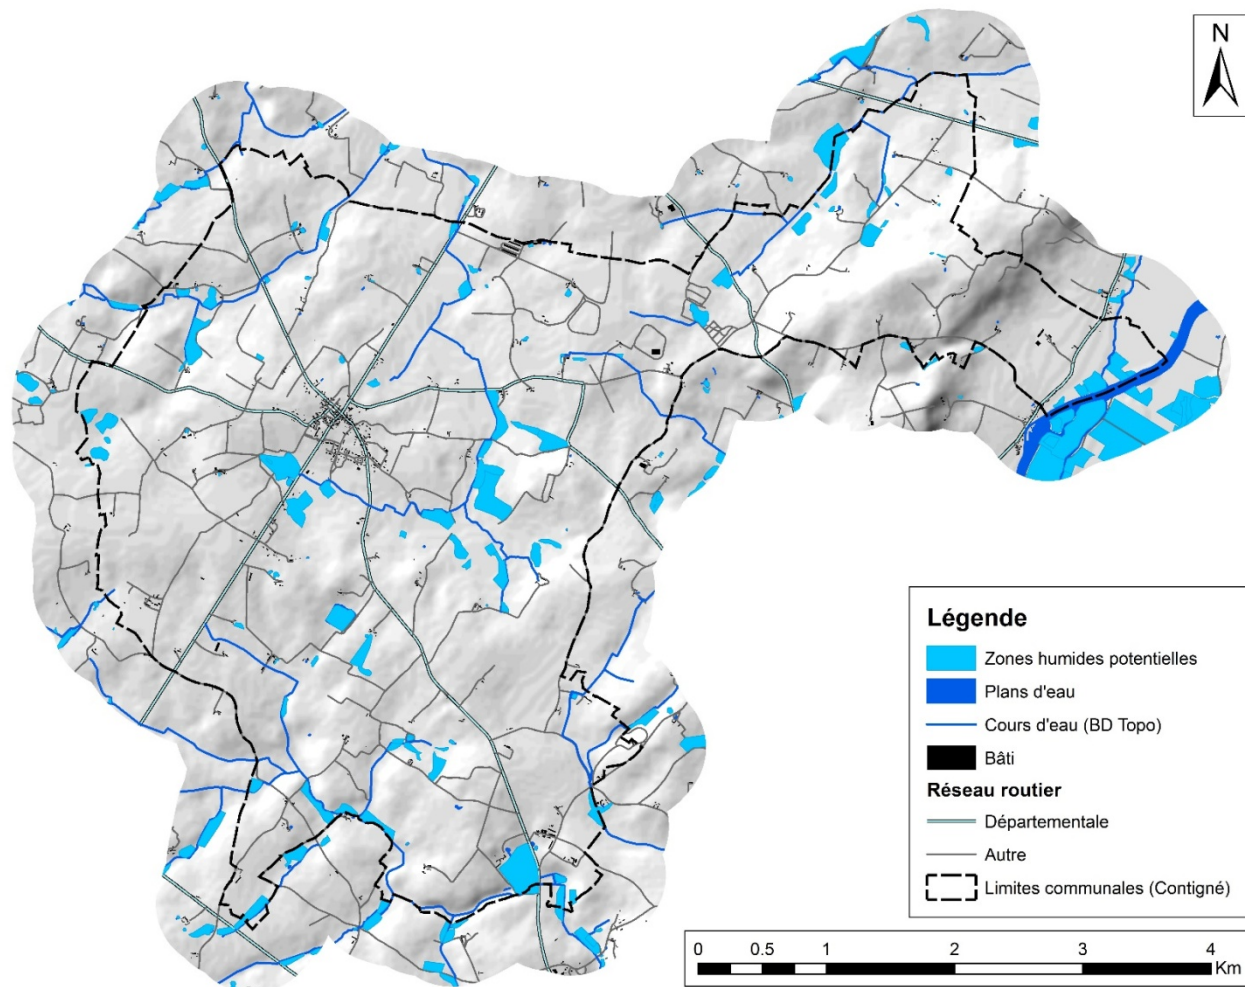 N
Légende
Zones humides potentielles
Plans d'eau
Cours d'eau (BD Topo)
Bâti
Réseau routier
Départementale
Autre
Limites communales (Contigné)
0 0.5 1 2 3 4
Km